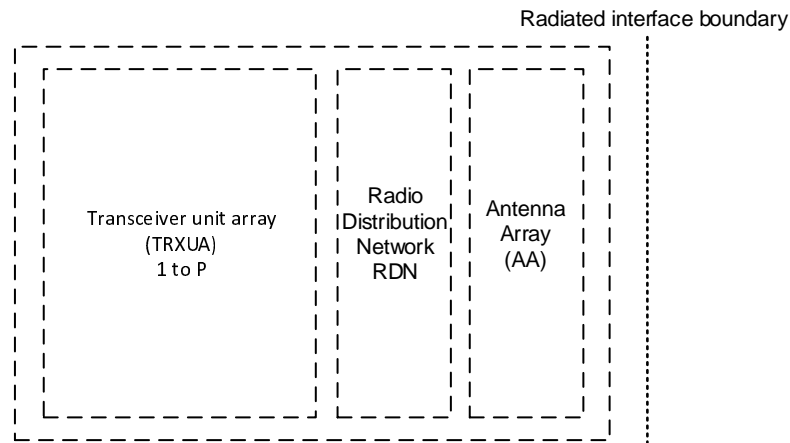 Radiated interface boundary
Transceiver unit array
(TRXUA)
1 to P
Radio
Distribution
Network
RDN
Antenna
Array
(AA)